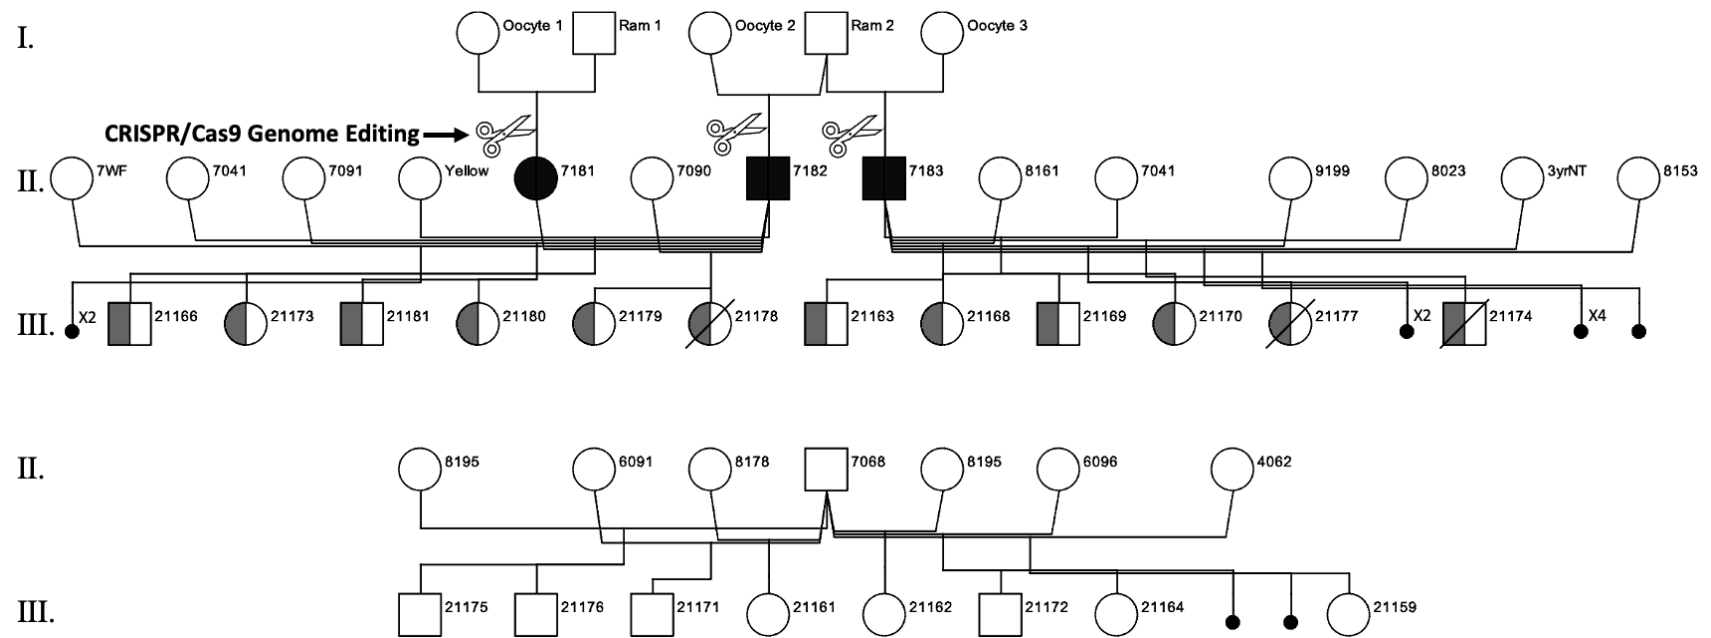 I.
Oocyte 1
Ram 1
Oocyte 2
Ram 2
Oocyte 3
CRISPR/Cas9 Genome Editing
II.
7WF
7041
7091
Yellow
7181
7090
7182
7183
8161
7041
9199
8023
3yrNT
8153
III.
X2
21166
21173
21181
21180
21179
21178
21163
21168
21169
21170
21177
X2
21174
X4
II.
8195
6091
8178
7068
8195
6096
4062
III.
21175
21176
21171
21161
21162
21172
21164
21159